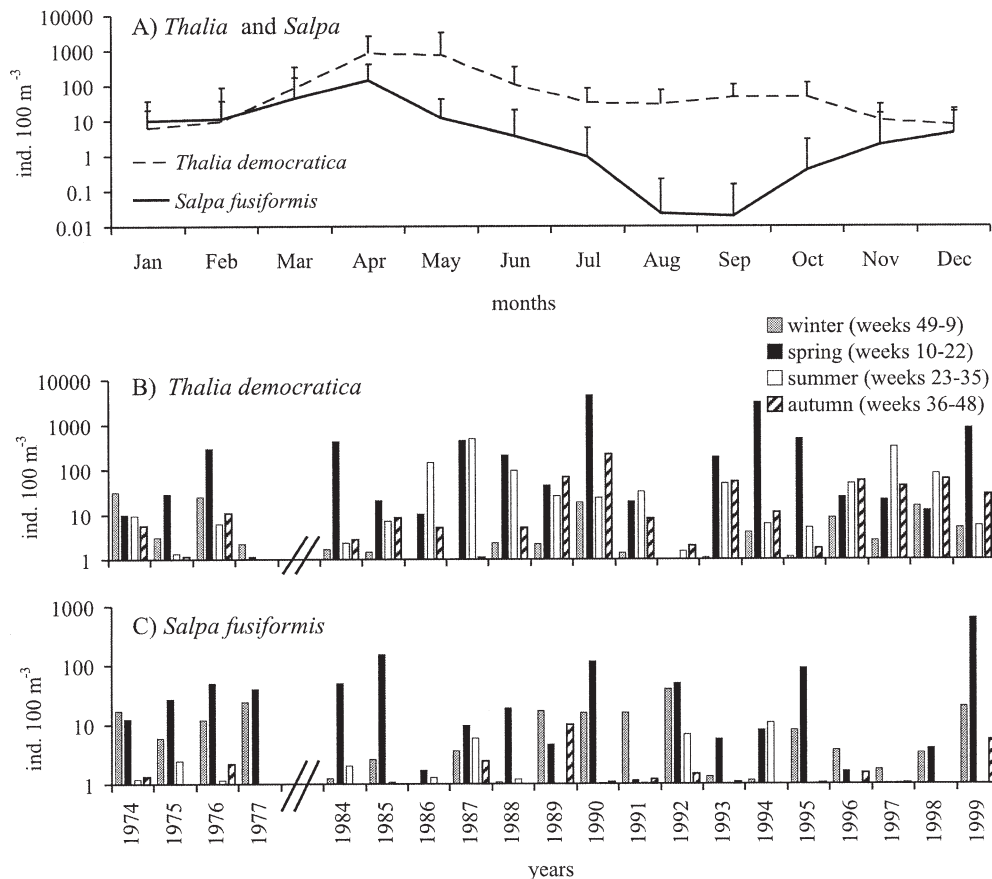 A) Thalia and Salpa
10000
1000
100
10
1
0.1
0.01
ind. 100 m⁻³
Thalia democratica
Salpa fusiformis
Jan Feb Mar Apr May Jun Jul Aug Sep Oct Nov Dec
months
winter (weeks 49-9)
spring (weeks 10-22)
summer (weeks 23-35)
autumn (weeks 36-48)
B) Thalia democratica
10000
1000
100
10
1
ind. 100 m⁻³
C) Salpa fusiformis
1000
100
10
1
ind. 100 m⁻³
1974 1975 1976 1977 1984 1985 1986 1987 1988 1989 1990 1991 1992 1993 1994 1995 1996 1997 1998 1999
years